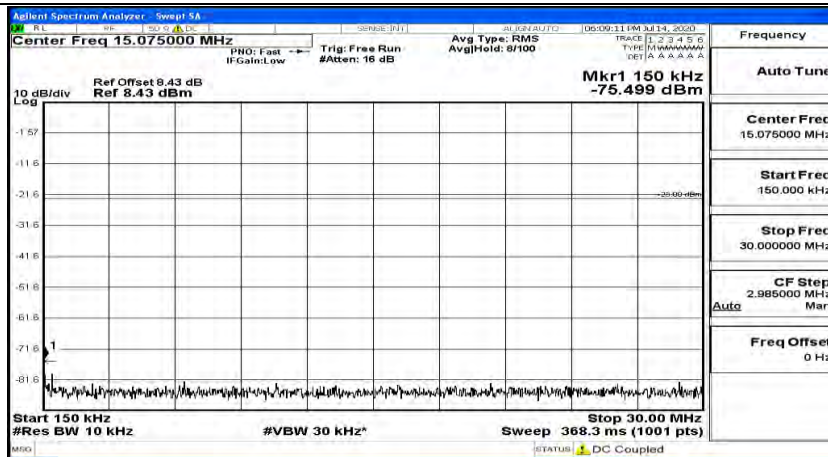 Agilent Spectrum Analyzer - Swept SA
RL RF 50 Ω DC SENSE:INT ALIGN AUTO 06:09:11 PM Jul 14, 2020
Center Freq 15.075000 MHz
PNO: Fast Trig: Free Run Avg Type: RMS TRACE 1 2 3 4 5 6
IFGain:Low #Atten: 16 dB Avg|Hold: 8/100 TYPE M
DET A A A A A A
Ref Offset 8.43 dB Mkr1 150 kHz
10 dB/div Ref 8.43 dBm -75.499 dBm
Log
-1.57
-11.6
-21.6
-31.6
-41.6
-51.6
-61.6
-71.6
-81.6
1
Start 150 kHz Stop 30.00 MHz
#Res BW 10 kHz #VBW 30 kHz* Sweep 368.3 ms (1001 pts)
MSG STATUS DC Coupled
Frequency
Auto Tune
Center Freq
15.075000 MHz
Start Freq
150.000 kHz
Stop Freq
30.000000 MHz
CF Step
2.985000 MHz
Auto Man
Freq Offset
0 Hz